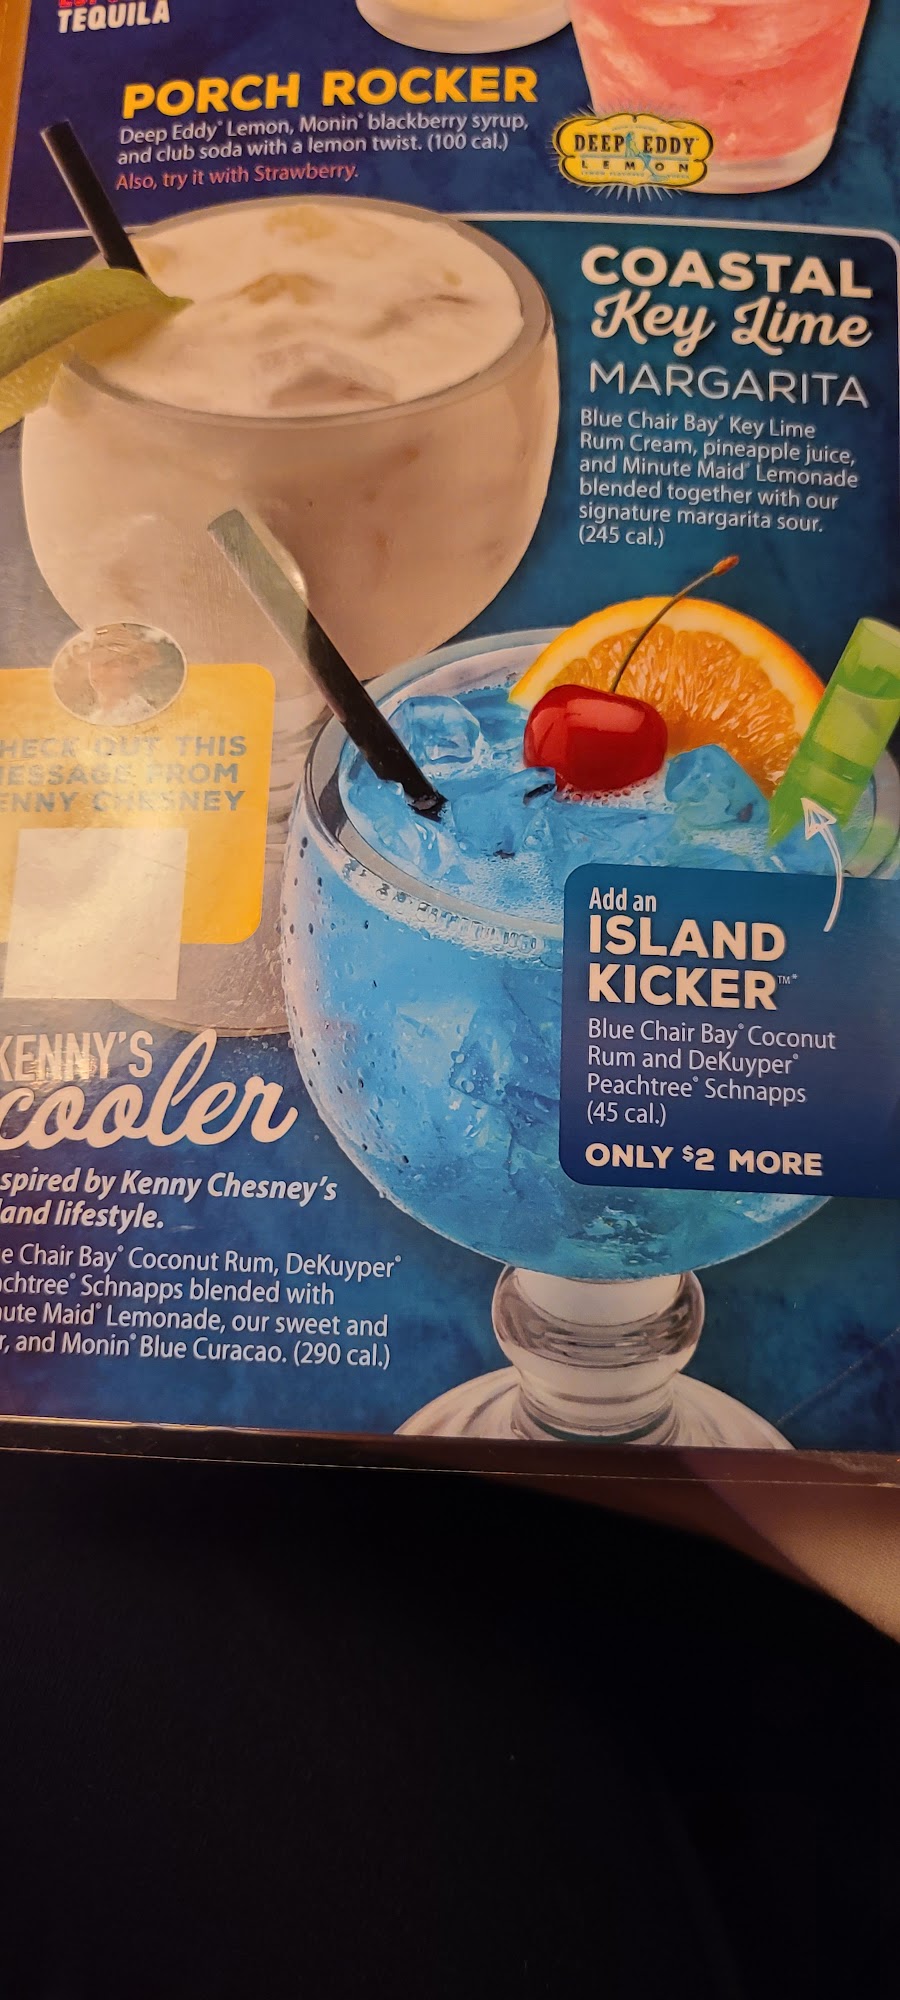 TEQUILA
PORCH ROCKER
Deep Eddy® Lemon, Monin® blackberry syrup,
and club soda with a lemon twist. (100 cal.)
Also, try it with Strawberry.
DEEP EDDY
LEMON
COASTAL
Key Lime
MARGARITA
Blue Chair Bay® Key Lime
Rum Cream, pineapple juice,
and Minute Maid® Lemonade
blended together with our
signature margarita sour.
(245 cal.)
HECK OUT THIS
ESSAGE FROM
ENNY CHESNEY
Add an
ISLAND
KICKER™*
Blue Chair Bay® Coconut
Rum and DeKuyper®
Peachtree® Schnapps
(45 cal.)
ONLY $2 MORE
KENNY'S
cooler
spired by Kenny Chesney's
land lifestyle.
e Chair Bay® Coconut Rum, DeKuyper®
achtree® Schnapps blended with
ute Maid® Lemonade, our sweet and
r, and Monin® Blue Curacao. (290 cal.)